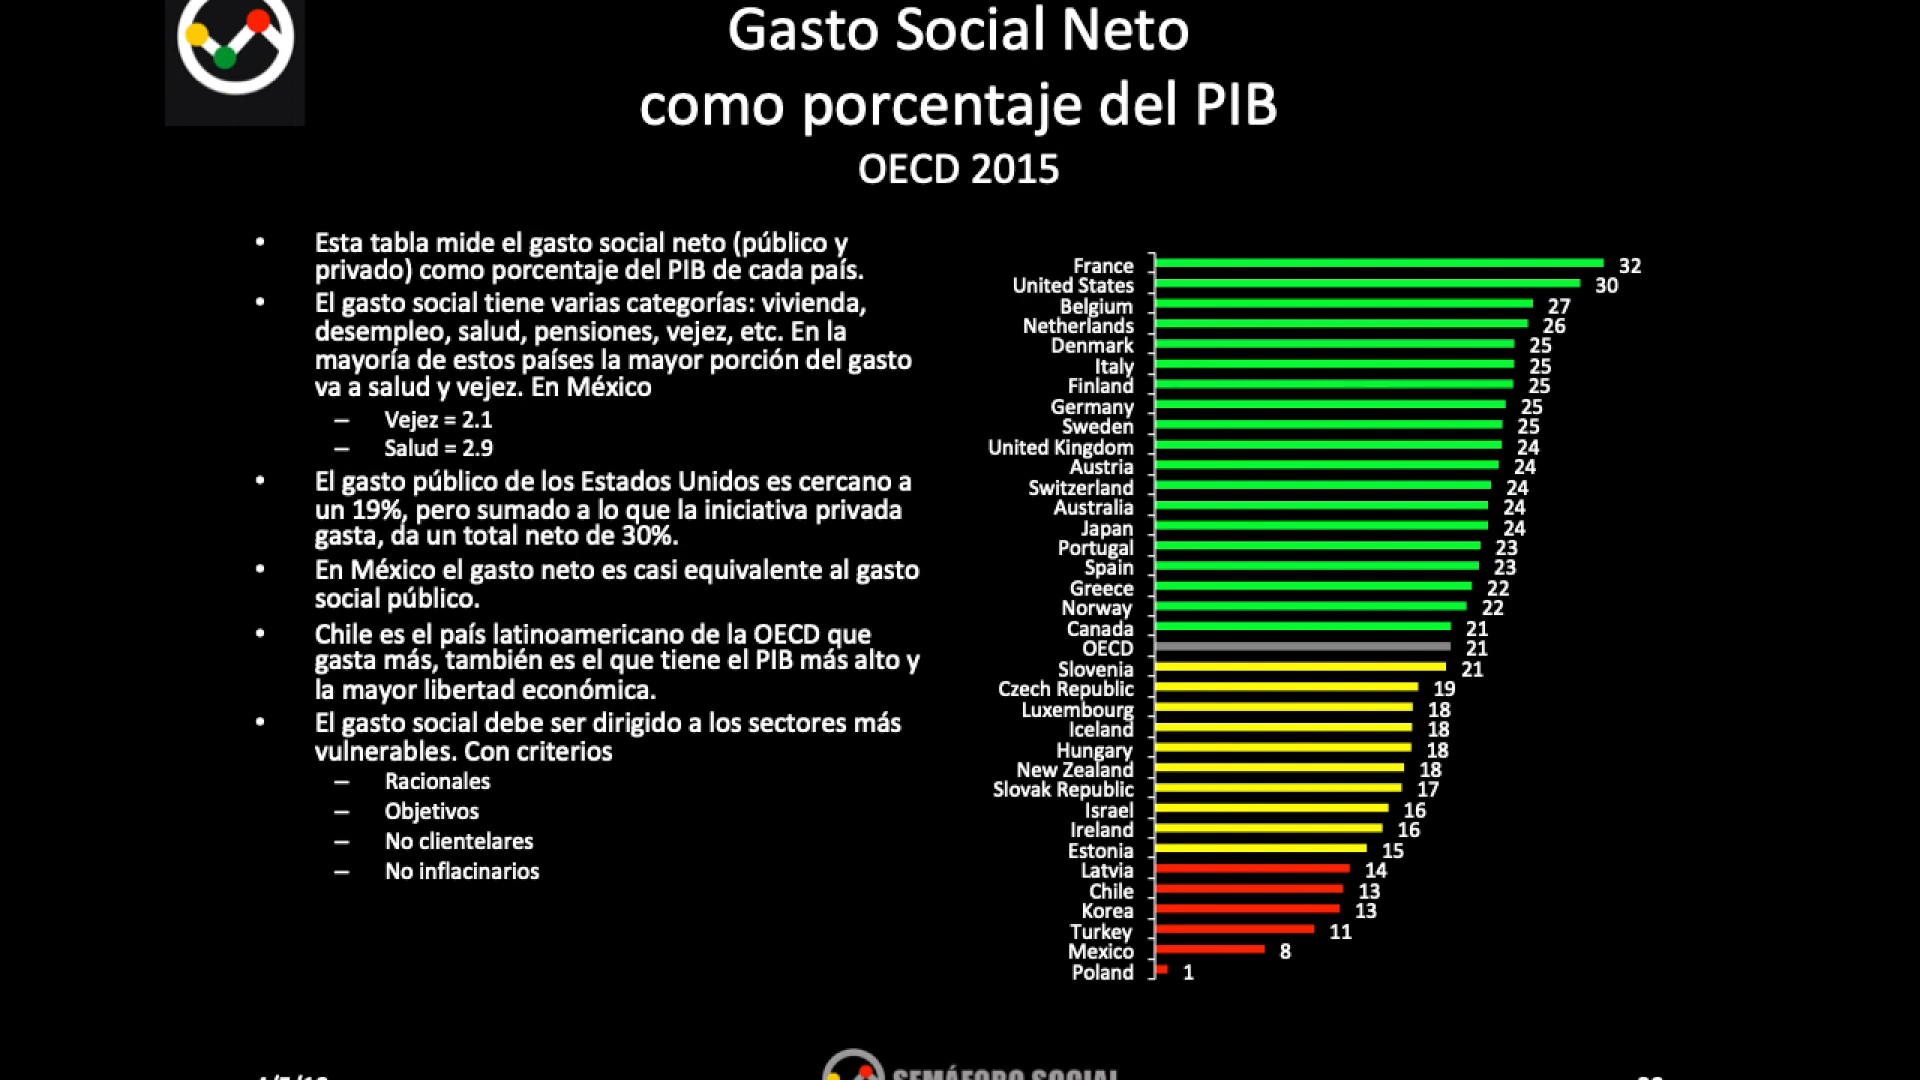 Gasto Social Neto
como porcentaje del PIB
OECD 2015
• Esta tabla mide el gasto social neto (público y
privado) como porcentaje del PIB de cada país.
• El gasto social tiene varias categorías: vivienda,
desempleo, salud, pensiones, vejez, etc. En la
mayoría de estos países la mayor porción del gasto
va a salud y vejez. En México
– Vejez = 2.1
– Salud = 2.9
• El gasto público de los Estados Unidos es cercano a
un 19%, pero sumado a lo que la iniciativa privada
gasta, da un total neto de 30%.
• En México el gasto neto es casi equivalente al gasto
social público.
• Chile es el país latinoamericano de la OECD que
gasta más, también es el que tiene el PIB más alto y
la mayor libertad económica.
• El gasto social debe ser dirigido a los sectores más
vulnerables. Con criterios
– Racionales
– Objetivos
– No clientelares
– No inflacinarios
France 32
United States 30
Belgium 27
Netherlands 26
Denmark 25
Italy 25
Finland 25
Germany 25
Sweden 25
United Kingdom 24
Austria 24
Switzerland 24
Australia 24
Japan 24
Portugal 23
Spain 23
Greece 22
Norway 22
Canada 21
OECD 21
Slovenia 21
Czech Republic 19
Luxembourg 18
Iceland 18
Hungary 18
New Zealand 18
Slovak Republic 17
Israel 16
Ireland 16
Estonia 15
Latvia 14
Chile 13
Korea 13
Turkey 11
Mexico 8
Poland 1
SEMÁFORO SOCIAL